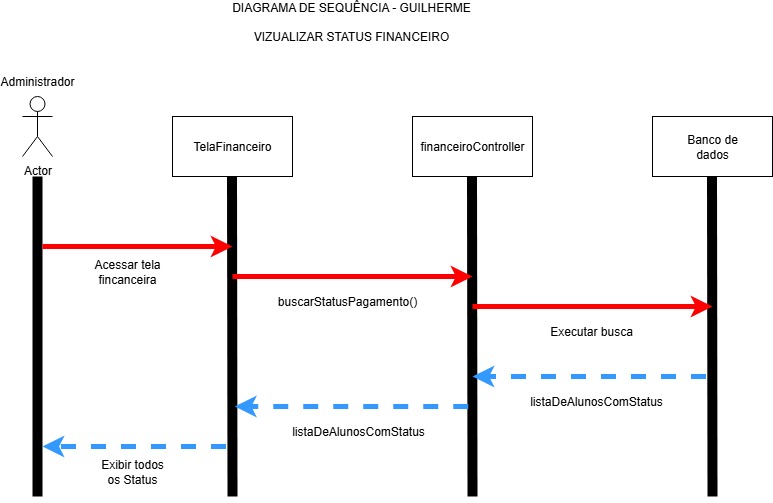 DIAGRAMA DE SEQUÊNCIA - GUILHERME
VIZUALIZAR STATUS FINANCEIRO
Administrador
Actor
TelaFinanceiro
financeiroController
Banco de
dados
Acessar tela
fincanceira
buscarStatusPagamento()
Executar busca
listaDeAlunosComStatus
listaDeAlunosComStatus
Exibir todos
os Status